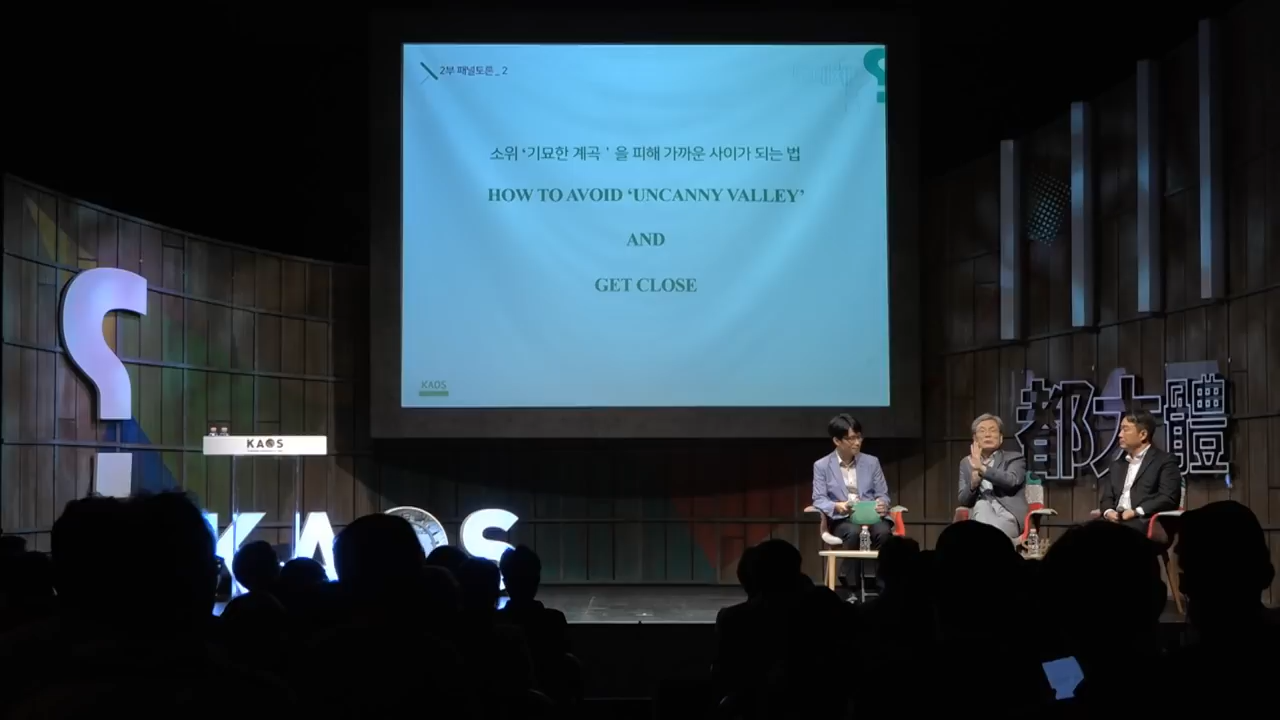 2부 패널토론_ 2
소위 ‘기묘한 계곡 ’ 을 피해 가까운 사이가 되는 법
HOW TO AVOID ‘UNCANNY VALLEY’
AND
GET CLOSE
KAOS
都大體
KAOS
KAOS